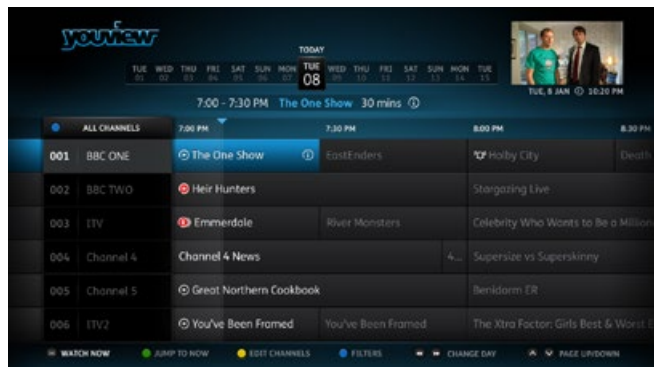 youview
TODAY
TUE WED THU FRI SAT SUN MON TUE WED THU FRI SAT SUN MON TUE
01 02 03 04 05 06 07 08 09 10 11 12 13 14 15
TUE, 8 JAN 10:20 PM
7:00 - 7:30 PM The One Show 30 mins
ALL CHANNELS 7:00 PM 7:30 PM 8:00 PM 8:30 PM
001 BBC ONE The One Show EastEnders Holby City Death
002 BBC TWO Heir Hunters Stargazing Live
003 ITV Emmerdale River Monsters Celebrity Who Wants to Be a Million
004 Channel 4 Channel 4 News 4... Supersize vs Superskinny
005 Channel 5 Great Northern Cookbook Benidorm ER
006 ITV2 You've Been Framed You've Been Framed The Xtra Factor: Girls Best & Worst
WATCH NOW JUMP TO NOW EDIT CHANNELS FILTERS CHANGE DAY PAGE UP/DOWN